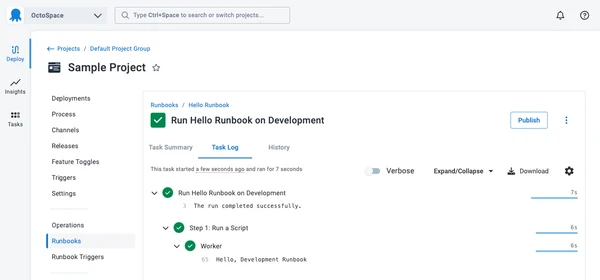 OctoSpace
Type Ctrl+Space to search or switch projects...
Deploy
Insights
Tasks
Projects / Default Project Group
Sample Project
Deployments
Process
Channels
Releases
Feature Toggles
Triggers
Settings
Operations
Runbooks
Runbook Triggers
Runbooks / Hello Runbook
Run Hello Runbook on Development
Publish
Task Summary Task Log History
This task started a few seconds ago and ran for 7 seconds
Verbose Expand/Collapse Download
Run Hello Runbook on Development 7s
3 The run completed successfully.
Step 1: Run a Script 6s
Worker 6s
65 Hello, Development Runbook